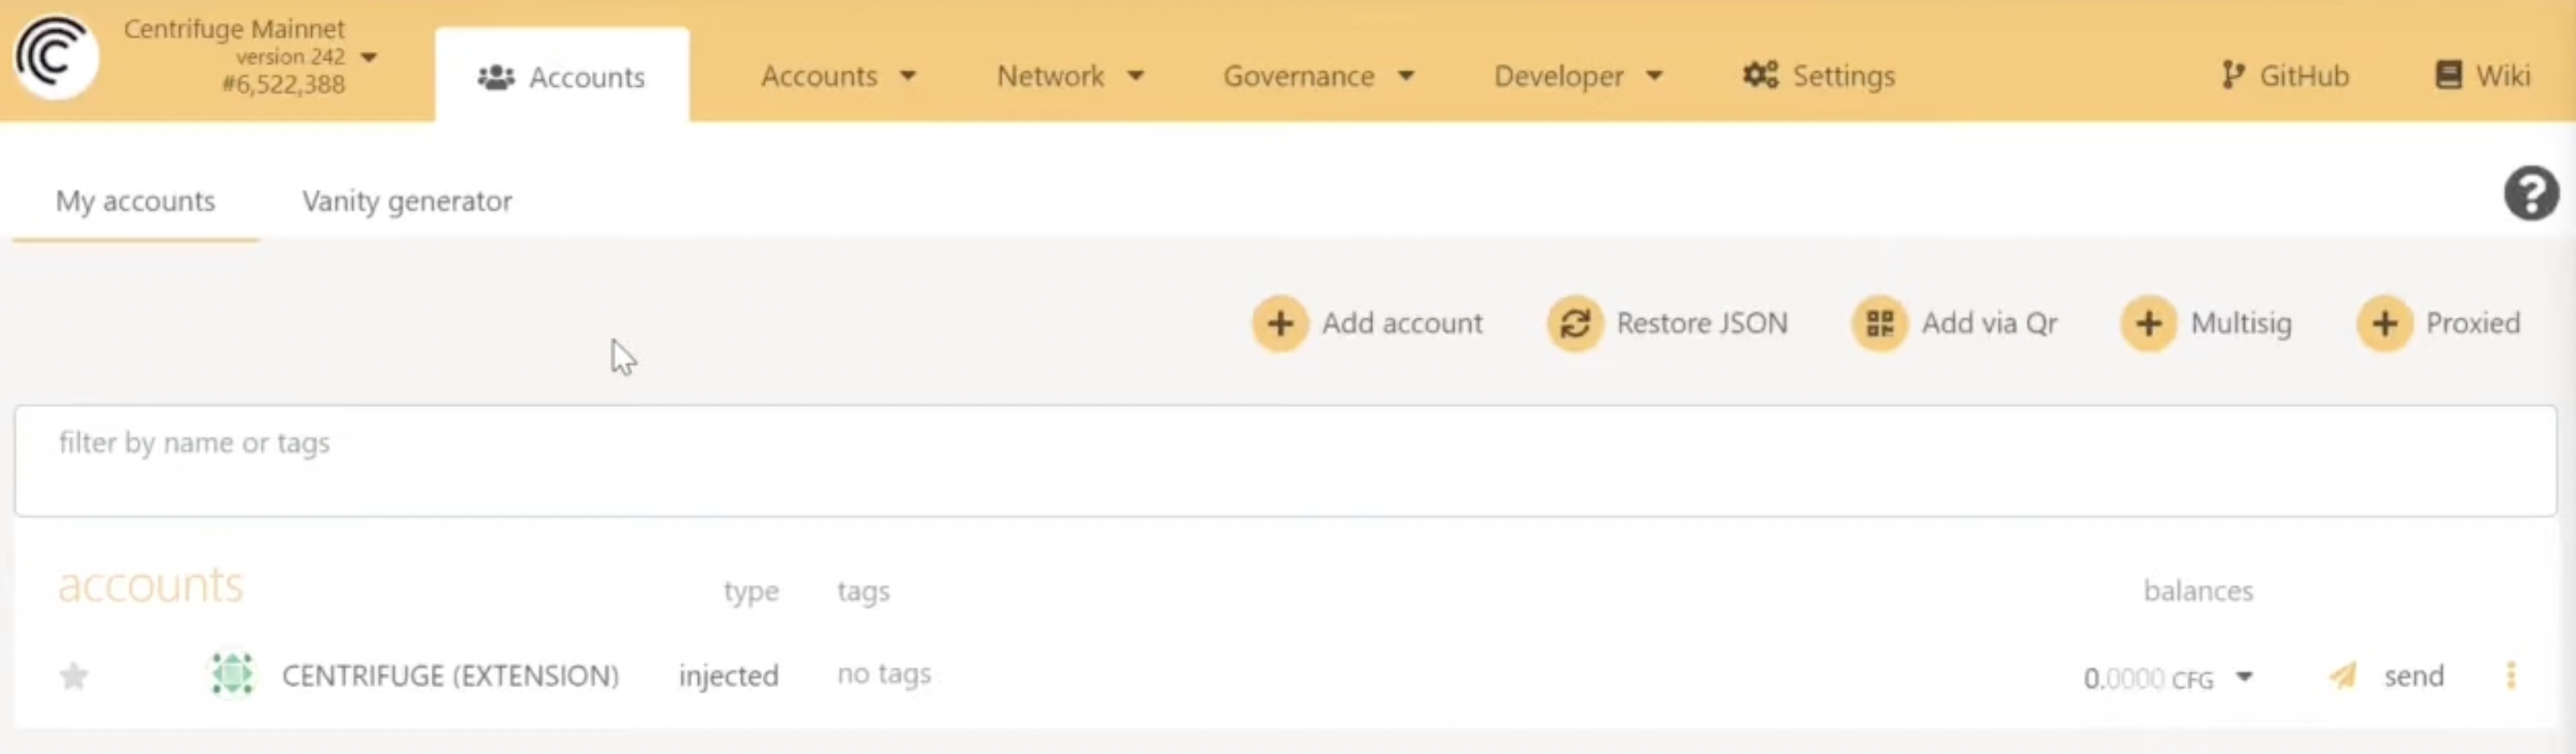 Centrifuge Mainnet
version 242
#6,522,388
Accounts
Accounts
Network
Governance
Developer
Settings
GitHub
Wiki
My accounts
Vanity generator
?
Add account
Restore JSON
Add via Qr
Multisig
Proxied
filter by name or tags
accounts type tags balances
CENTRIFUGE (EXTENSION) injected no tags 0.0000 CFG send